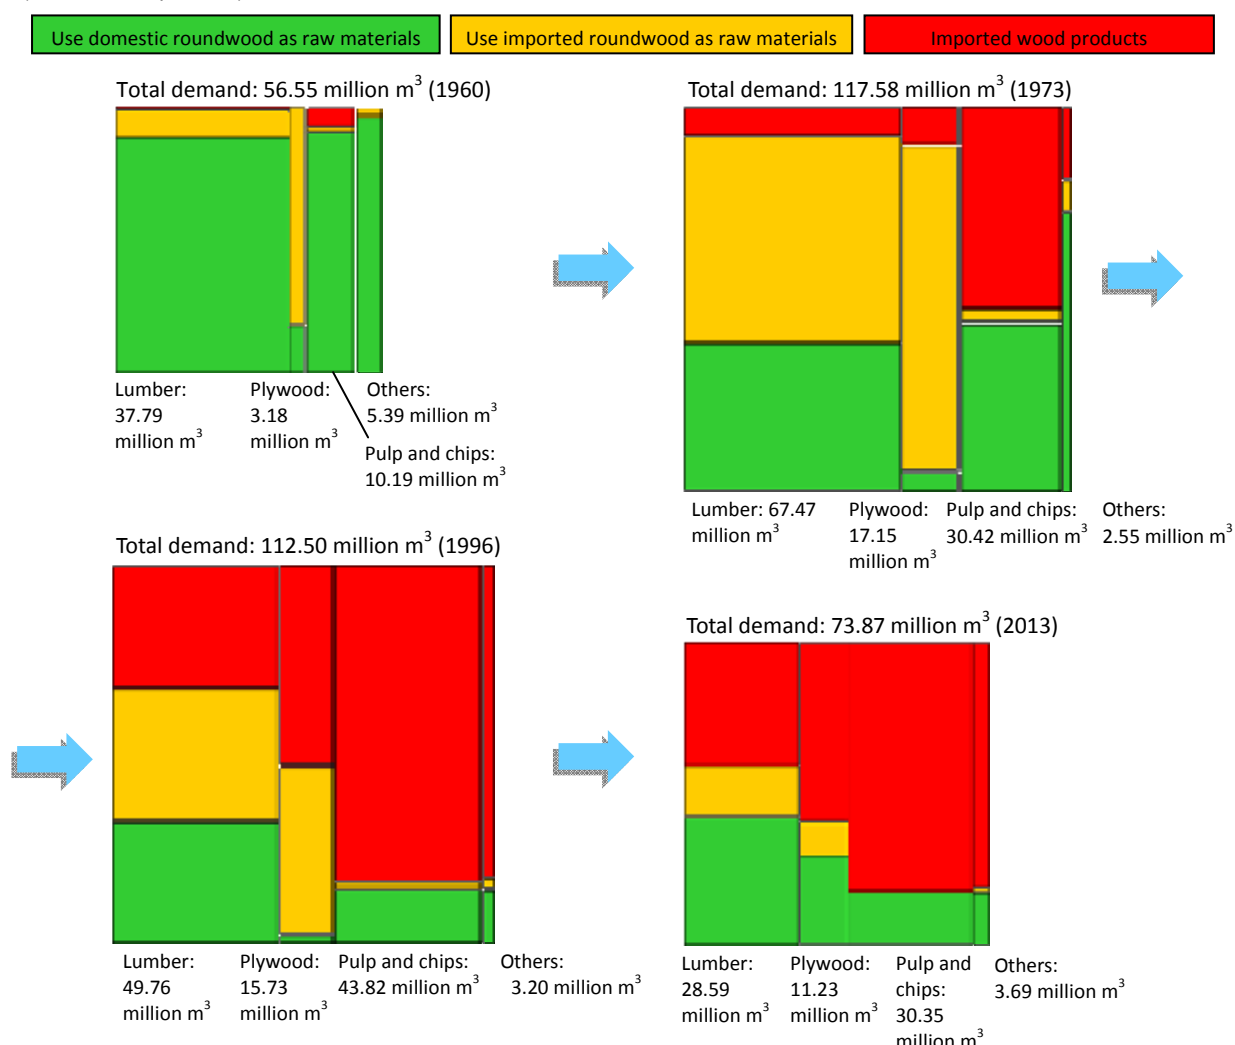 Use domestic roundwood as raw materials
Use imported roundwood as raw materials
Imported wood products
Total demand: 56.55 million m³ (1960)
Lumber:
37.79
million m³
Plywood:
3.18
million m³
Others:
5.39 million m³
Pulp and chips:
10.19 million m³
Total demand: 117.58 million m³ (1973)
Lumber: 67.47
million m³
Plywood:
17.15
million m³
Pulp and chips:
30.42 million m³
Others:
2.55 million m³
Total demand: 112.50 million m³ (1996)
Lumber:
49.76
million m³
Plywood:
15.73
million m³
Pulp and chips:
43.82 million m³
Others:
3.20 million m³
Total demand: 73.87 million m³ (2013)
Lumber:
28.59
million m³
Plywood:
11.23
million m³
Pulp and
chips:
30.35
million m³
Others:
3.69 million m³